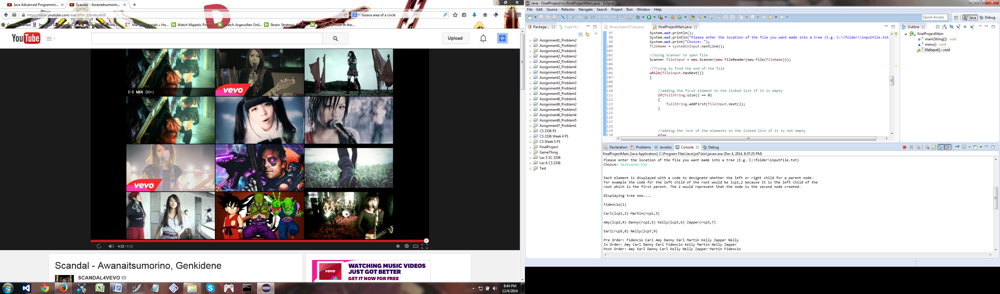 Java Advanced Programmi...
Scandal - Awanaitsumorin...
https://www.youtube.com/watch?v=_EDvabyo620
surace area of a circle
Getting Started
Spring 2014 Anime
Manga Tutorials » Ho...
Watch Majestic Prince ...
Watch Argevollen Onli...
Strain: Strategic
Brynhildr in the...
YouTube
Upload
MIX (50+)
vevo
vevo
4:32 / 4:32
Scandal - Awanaitsumorino, Genkidene
SCANDAL4VEVO
vevo
WATCHING MUSIC VIDEOS
JUST GOT BETTER
GET IT NOW FOR FREE
8:44 PM
12/4/2014
Java - FinalProject/src/finalProjectMain.java - Eclipse
File Edit Source Refactor Navigate Search Project Run Window Help
Quick Access
Java
Debug
Package...
Type Hi...
Assignment1_Problem2
Assignment1_Problem3
Assignment2_Problem1
Assignment2_Problem2
Assignment2_Problem3
Assignment2_Problem4
Assignment3_Problem1
Assignment3_Problem2
Assignment3_Problem3
Assignment4_Problem1
Assignment5_Problem1
Assignment6_Problem1
Assignment6_Problem2
Assignment6_Problem3
Assignment6_Problem4
Assignment6_Problem5
Assignment7_Problem1
CS 2336 P1
CS 2336 Week 4 P1
CS Week 5 P1
FinalProject
GameThing
Lec 5 SC 2336
Lec 6 CS 2336
Test
BinarySearchTree.java
finalProjectMain.java
97 System.out.println();
98 System.out.println("Please enter the location of the file you want made into a tree (E.g. C:\\folder\\inputFile.txt
99 System.out.print("Choice: ");
100 fileName = systemInInput.nextLine();
101
102 //Using Scanner to open file
103 Scanner fileInput = new Scanner(new FileReader(new File(fileName)));
104
105 //Trying to find the end of the file
106 while(fileInput.hasNext())
107 {
108
109
110 //adding the first element to the linked list if it is empty
111 if(fullString.size() == 0)
112 {
113 fullString.addFirst(fileInput.next());
114 }
115
116
117
118
119 //adding the rest of the elements to the linked list if it is not empty
120 else
Outline
finalProjectMain
main(String[]) : void
menu() : void
fileInput() : void
Declaration
Problems
@ Javadoc
Console
Debug
finalProjectMain [Java Application] C:\Program Files\Java\jre7\bin\javaw.exe (Dec 4, 2014, 8:37:25 PM)
Please enter the location of the file you want made into a tree (E.g. C:\folder\inputFile.txt)
Choice: testcase1.txt
Each element is displayed with a code to designate whether the left or right child for a parent node.
For example the code for the left child of the root would be lcp1,2 because it is the left child of the
root which is the first parent. The 2 would represent that the node is the second node created.
Displaying tree now....
Fidencio(1)
Carl(lcp1,2) Martin(rcp1,3)
Amy(lcp2,4) Danny(rcp2,5) Kelly(lcp3,6) Zapper(rcp3,7)
Earl(rcp5,8) Nelly(lcp7,9)
Pre Order: Fidencio Carl Amy Danny Earl Martin Kelly Zapper Nelly
In Order: Amy Carl Danny Earl Fidencio Kelly Martin Nelly Zapper
Post Order: Amy Earl Danny Carl Kelly Nelly Zapper Martin Fidencio